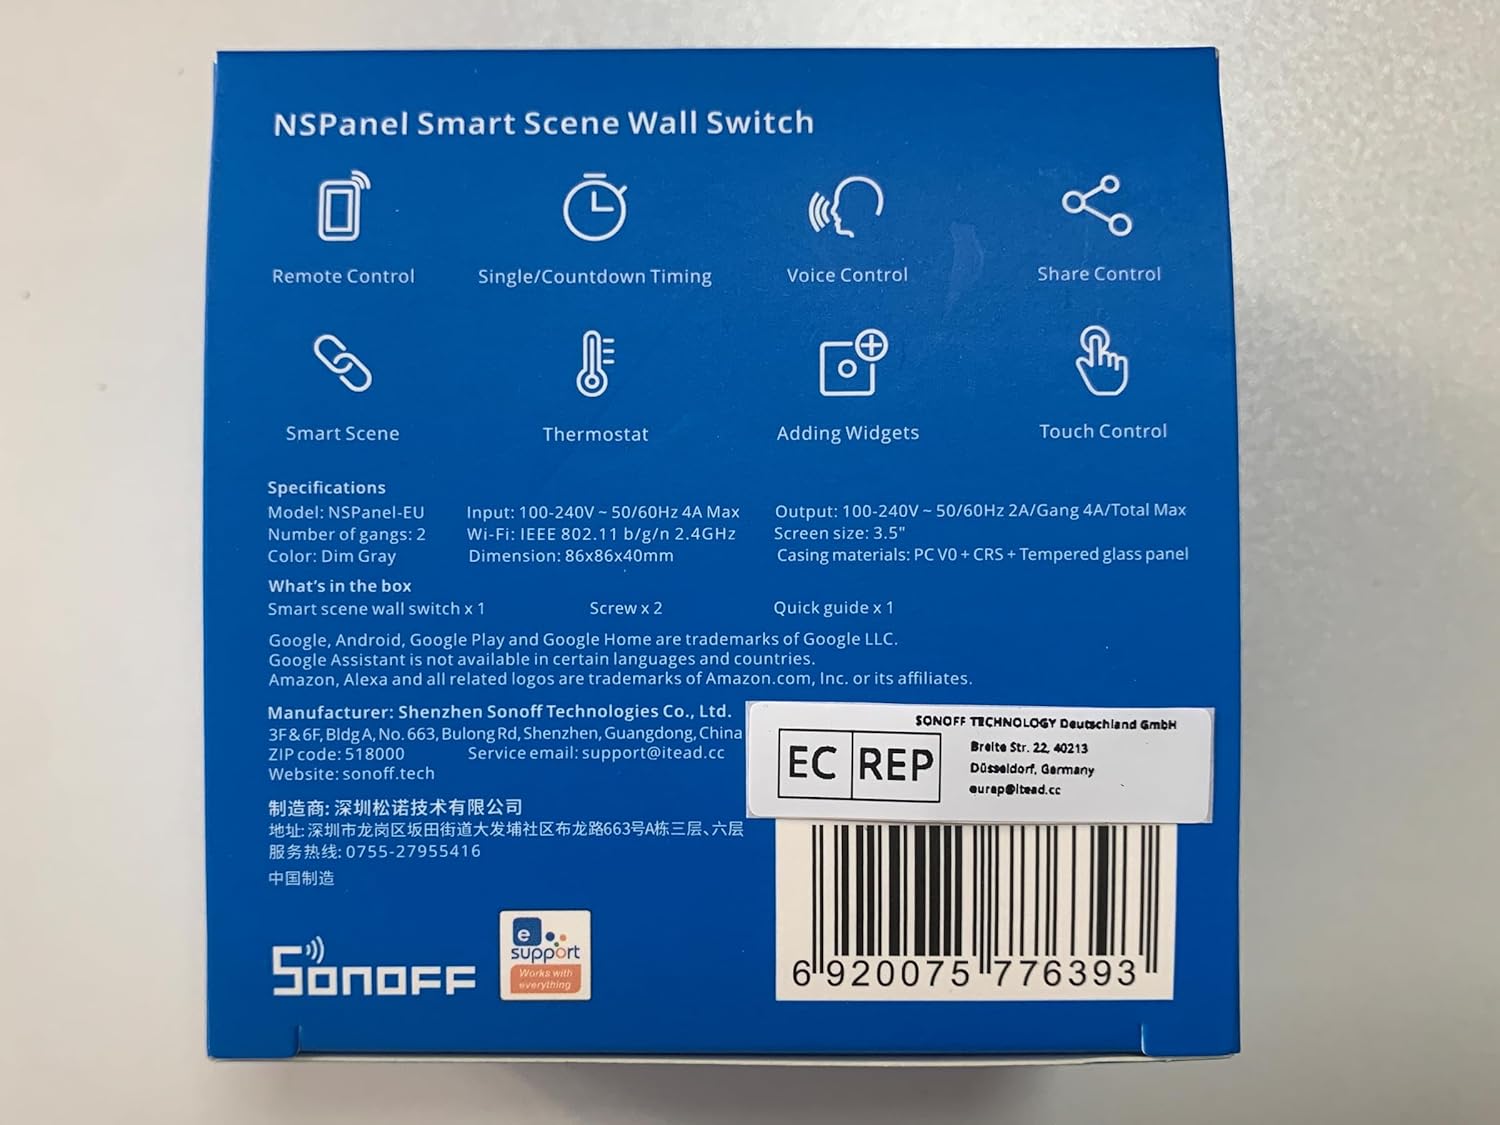 NSPanel Smart Scene Wall Switch
Remote Control
Single/Countdown Timing
Voice Control
Share Control
Smart Scene
Thermostat
Adding Widgets
Touch Control
Specifications
Model: NSPanel-EU Input: 100-240V ~ 50/60Hz 4A Max Output: 100-240V ~ 50/60Hz 2A/Gang 4A/Total Max
Number of gangs: 2 Wi-Fi: IEEE 802.11 b/g/n 2.4GHz Screen size: 3.5"
Color: Dim Gray Dimension: 86x86x40mm Casing materials: PC V0 + CRS + Tempered glass panel
What's in the box
Smart scene wall switch x 1 Screw x 2 Quick guide x 1
Google, Android, Google Play and Google Home are trademarks of Google LLC.
Google Assistant is not available in certain languages and countries.
Amazon, Alexa and all related logos are trademarks of Amazon.com, Inc. or its affiliates.
Manufacturer: Shenzhen Sonoff Technologies Co., Ltd.
3F & 6F, Bldg A, No. 663, Bulong Rd, Shenzhen, Guangdong, China
ZIP code: 518000 Service email: support@itead.cc
Website: sonoff.tech
制造商: 深圳松诺技术有限公司
地址: 深圳市龙岗区坂田街道大发埔社区布龙路663号A栋三层、六层
服务热线: 0755-27955416
中国制造
SONOFF
e
support
Works with
everything
SONOFF TECHNOLOGY Deutschland GmbH
EC REP
Breite Str. 22, 40213
Düsseldorf, Germany
eurep@itead.cc
6 920075 776393